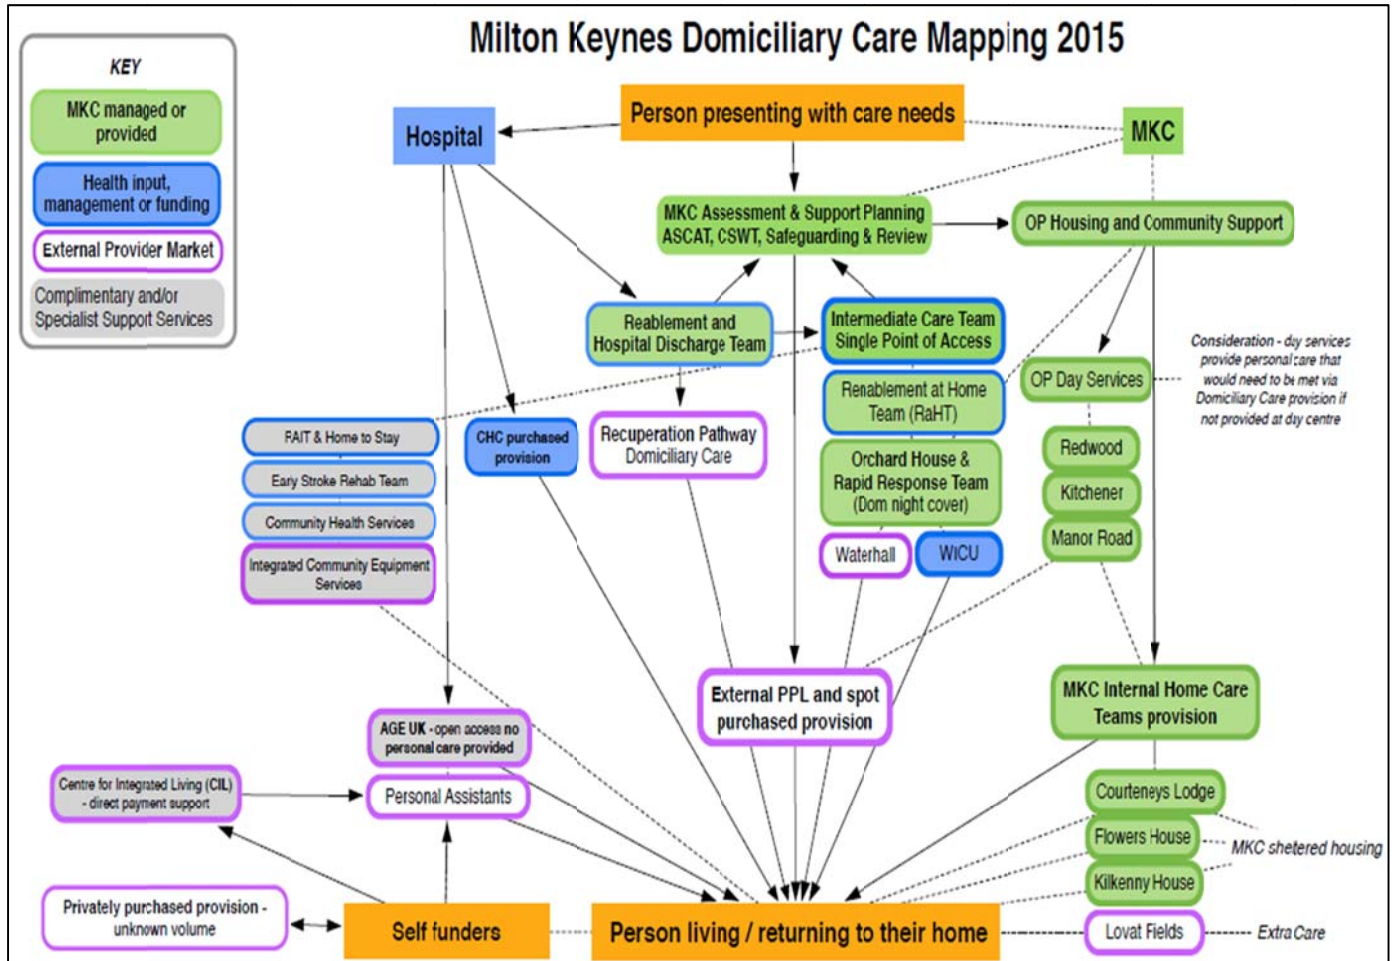 Milton Keynes Domiciliary Care Mapping 2015
KEY
MKC managed or
provided
Health input,
management or funding
External Provider Market
Complimentary and/or
Specialist Support Services
Person presenting with care needs
Hospital
MKC
MKC Assessment & Support Planning
ASCAT, CSWT, Safeguarding & Review
OP Housing and Community Support
Reablement and
Hospital Discharge Team
Intermediate Care Team
Single Point of Access
Consideration - day services
provide personal care that
would need to be met via
Domiciliary Care provision if
not provided at day centre
OP Day Services
Renablement at Home
Team (RaHT)
RAIT & Home to Stay
CHC purchased
provision
Recuperation Pathway
Domiciliary Care
Redwood
Orchard House &
Rapid Response Team
(Dom night cover)
Early Stroke Rehab Team
Kitchener
Community Health Services
Manor Road
Integrated Community Equipment
Services
Waterhall
WICU
External PPL and spot
purchased provision
MKC Internal Home Care
Teams provision
AGE UK - open access no
personal care provided
Centre for Integrated Living (CIL)
- direct payment support
Personal Assistants
Courteneys Lodge
Flowers House
MKC shetered housing
Kilkenny House
Privately purchased provision -
unknown volume
Self funders
Person living / returning to their home
Lovat Fields
ExtraCare